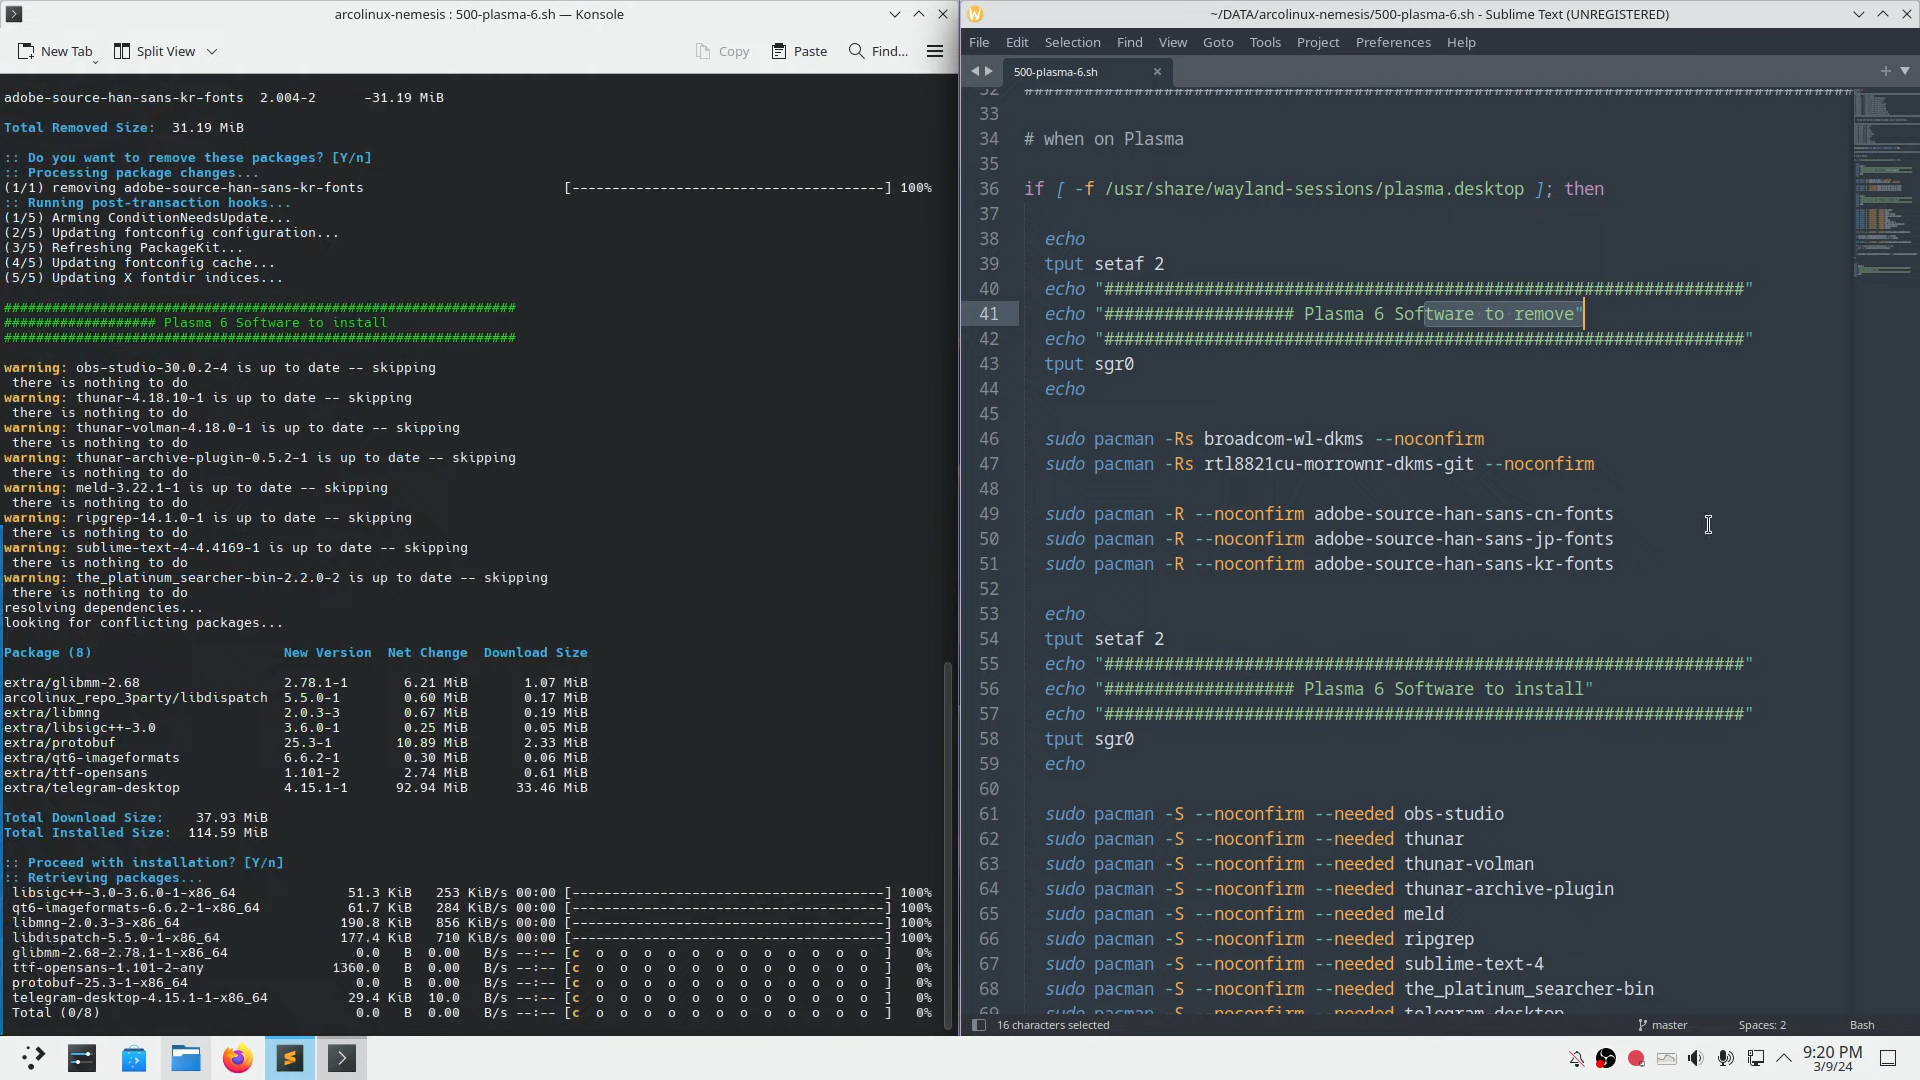 arcolinux-nemesis : 500-plasma-6.sh — Konsole
New Tab
Split View
Copy
Paste
Find...
adobe-source-han-sans-kr-fonts  2.004-2      -31.19 MiB
Total Removed Size:  31.19 MiB
:: Do you want to remove these packages? [Y/n]
:: Processing package changes...
(1/1) removing adobe-source-han-sans-kr-fonts [---------------------------------------] 100%
:: Running post-transaction hooks...
(1/5) Arming ConditionNeedsUpdate...
(2/5) Updating fontconfig configuration...
(3/5) Refreshing PackageKit...
(4/5) Updating fontconfig cache...
(5/5) Updating X fontdir indices...
################################################################
################### Plasma 6 Software to install
################################################################
warning: obs-studio-30.0.2-4 is up to date -- skipping
there is nothing to do
warning: thunar-4.18.10-1 is up to date -- skipping
there is nothing to do
warning: thunar-volman-4.18.0-1 is up to date -- skipping
there is nothing to do
warning: thunar-archive-plugin-0.5.2-1 is up to date -- skipping
there is nothing to do
warning: meld-3.22.1-1 is up to date -- skipping
there is nothing to do
warning: ripgrep-14.1.0-1 is up to date -- skipping
there is nothing to do
warning: sublime-text-4-4.4169-1 is up to date -- skipping
there is nothing to do
warning: the_platinum_searcher-bin-2.2.0-2 is up to date -- skipping
there is nothing to do
resolving dependencies...
looking for conflicting packages...
Package (8)                        New Version  Net Change  Download Size
extra/glibmm-2.68                  2.78.1-1       6.21 MiB       1.07 MiB
arcolinux_repo_3party/libdispatch  5.5.0-1        0.60 MiB       0.17 MiB
extra/libmng                       2.0.3-3        0.67 MiB       0.19 MiB
extra/libsigc++-3.0                3.6.0-1        0.25 MiB       0.05 MiB
extra/protobuf                     25.3-1        10.89 MiB       2.33 MiB
extra/qt6-imageformats             6.6.2-1        0.30 MiB       0.06 MiB
extra/ttf-opensans                 1.101-2        2.74 MiB       0.61 MiB
extra/telegram-desktop             4.15.1-1      92.94 MiB      33.46 MiB
Total Download Size:    37.93 MiB
Total Installed Size:  114.59 MiB
:: Proceed with installation? [Y/n]
:: Retrieving packages...
libsigc++-3.0-3.6.0-1-x86_64 51.3 KiB 253 KiB/s 00:00 [---------------------------------------] 100%
qt6-imageformats-6.6.2-1-x86_64 61.7 KiB 284 KiB/s 00:00 [---------------------------------------] 100%
libmng-2.0.3-3-x86_64 190.8 KiB 856 KiB/s 00:00 [---------------------------------------] 100%
libdispatch-5.5.0-1-x86_64 177.4 KiB 710 KiB/s 00:00 [---------------------------------------] 100%
glibmm-2.68-2.78.1-1-x86_64 0.0 B 0.00 B/s --:-- [c o o o o o o o o o o o o ] 0%
ttf-opensans-1.101-2-any 1360.0 B 0.00 B/s --:-- [c o o o o o o o o o o o o ] 0%
protobuf-25.3-1-x86_64 0.0 B 0.00 B/s --:-- [c o o o o o o o o o o o o ] 0%
telegram-desktop-4.15.1-1-x86_64 29.4 KiB 10.0 B/s --:-- [c o o o o o o o o o o o o ] 0%
Total (0/8) 0.0 B 0.00 B/s --:-- [c o o o o o o o o o o o o ] 0%
~/DATA/arcolinux-nemesis/500-plasma-6.sh - Sublime Text (UNREGISTERED)
File Edit Selection Find View Goto Tools Project Preferences Help
500-plasma-6.sh
32 ###################################################################################
33
34 # when on Plasma
35
36 if [ -f /usr/share/wayland-sessions/plasma.desktop ]; then
37
38   echo
39   tput setaf 2
40   echo "################################################################"
41   echo "################### Plasma 6 Software to remove"
42   echo "################################################################"
43   tput sgr0
44   echo
45
46   sudo pacman -Rs broadcom-wl-dkms --noconfirm
47   sudo pacman -Rs rtl8821cu-morrownr-dkms-git --noconfirm
48
49   sudo pacman -R --noconfirm adobe-source-han-sans-cn-fonts
50   sudo pacman -R --noconfirm adobe-source-han-sans-jp-fonts
51   sudo pacman -R --noconfirm adobe-source-han-sans-kr-fonts
52
53   echo
54   tput setaf 2
55   echo "################################################################"
56   echo "################### Plasma 6 Software to install"
57   echo "################################################################"
58   tput sgr0
59   echo
60
61   sudo pacman -S --noconfirm --needed obs-studio
62   sudo pacman -S --noconfirm --needed thunar
63   sudo pacman -S --noconfirm --needed thunar-volman
64   sudo pacman -S --noconfirm --needed thunar-archive-plugin
65   sudo pacman -S --noconfirm --needed meld
66   sudo pacman -S --noconfirm --needed ripgrep
67   sudo pacman -S --noconfirm --needed sublime-text-4
68   sudo pacman -S --noconfirm --needed the_platinum_searcher-bin
69   sudo pacman -S --noconfirm --needed telegram-desktop
16 characters selected
master
Spaces: 2
Bash
9:20 PM
3/9/24